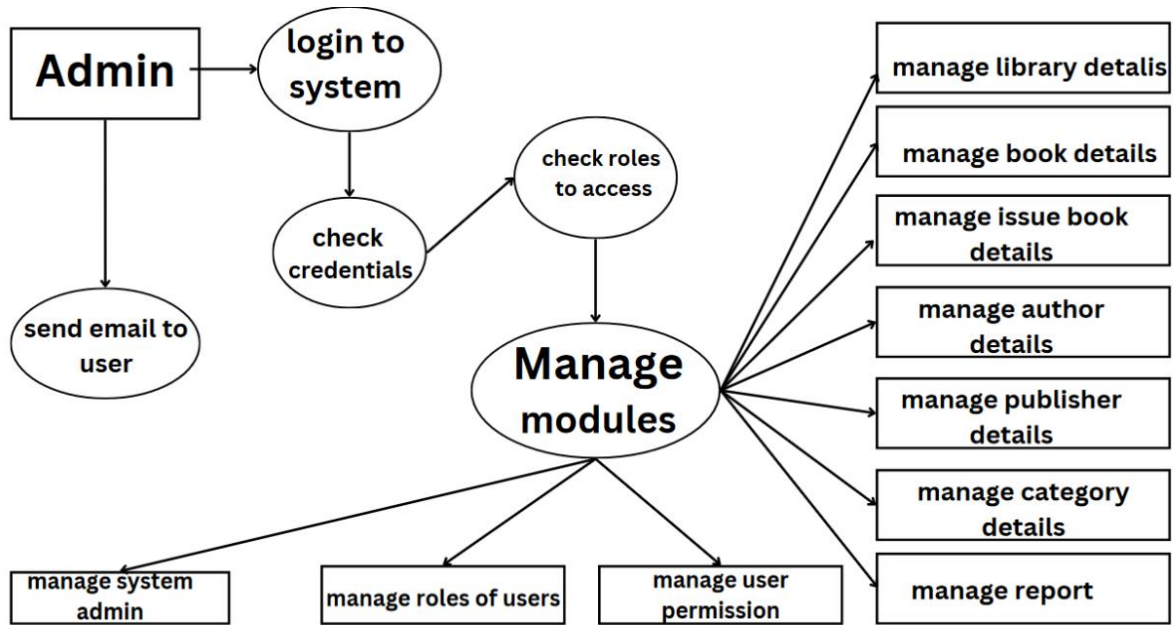 Admin
login to
system
check
credentials
check roles
to access
send email to
user
Manage
modules
manage library detalis
manage book details
manage issue book
details
manage author
details
manage publisher
details
manage category
details
manage report
manage system
admin
manage roles of users
manage user
permission